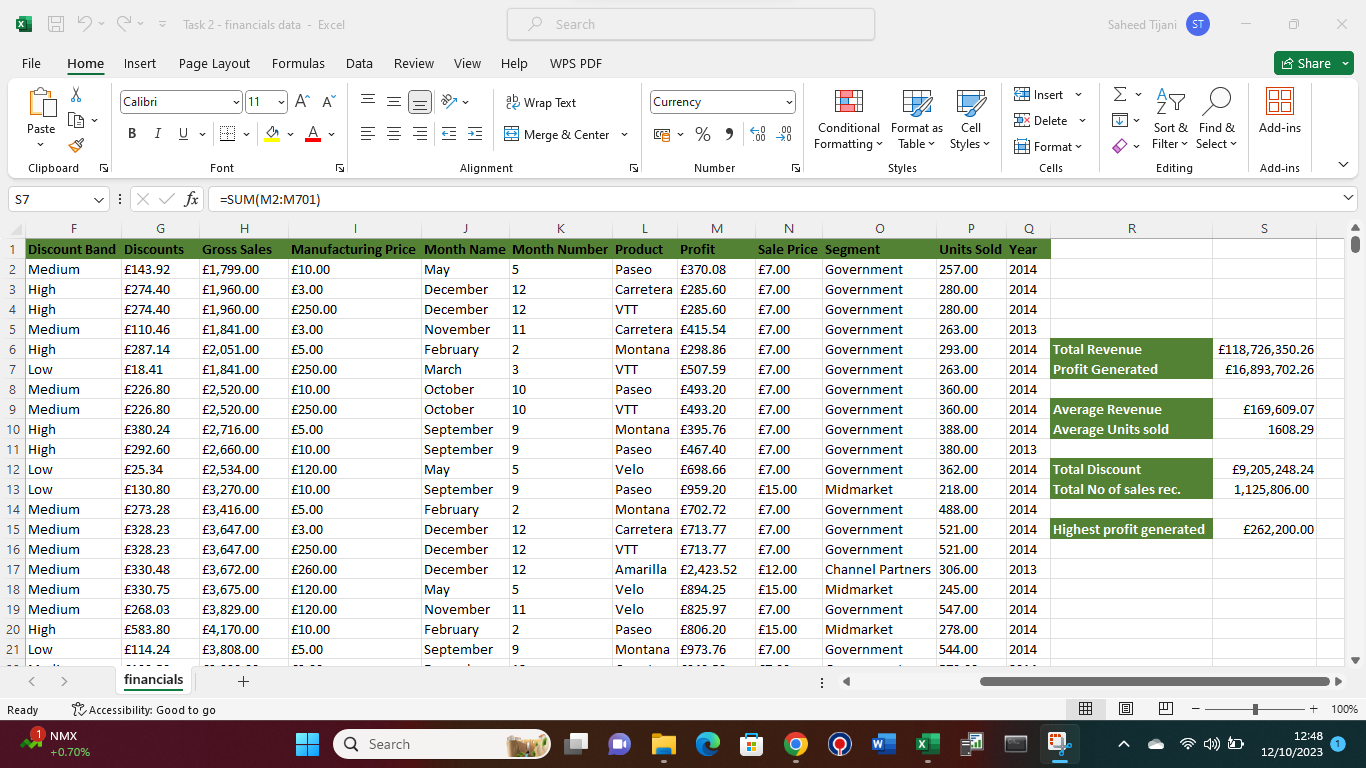 Task 2 - financials data - Excel
Search
Saheed Tijani ST
File Home Insert Page Layout Formulas Data Review View Help WPS PDF Share
Paste
Calibri 11
B I U A
ab Wrap Text
Merge & Center
Currency
% 9
Conditional Formatting
Format as Table
Cell Styles
Insert
Delete
Format
Sort & Filter
Find & Select
Add-ins
Clipboard Font Alignment Number Styles Cells Editing Add-ins
S7 fx =SUM(M2:M701)
F G H I J K L M N O P Q R S
1 Discount Band Discounts Gross Sales Manufacturing Price Month Name Month Number Product Profit Sale Price Segment Units Sold Year
2 Medium £143.92 £1,799.00 £10.00 May 5 Paseo £370.08 £7.00 Government 257.00 2014
3 High £274.40 £1,960.00 £3.00 December 12 Carretera £285.60 £7.00 Government 280.00 2014
4 High £274.40 £1,960.00 £250.00 December 12 VTT £285.60 £7.00 Government 280.00 2014
5 Medium £110.46 £1,841.00 £3.00 November 11 Carretera £415.54 £7.00 Government 263.00 2013
6 High £287.14 £2,051.00 £5.00 February 2 Montana £298.86 £7.00 Government 293.00 2014 Total Revenue £118,726,350.26
7 Low £18.41 £1,841.00 £250.00 March 3 VTT £507.59 £7.00 Government 263.00 2014 Profit Generated £16,893,702.26
8 Medium £226.80 £2,520.00 £10.00 October 10 Paseo £493.20 £7.00 Government 360.00 2014
9 Medium £226.80 £2,520.00 £250.00 October 10 VTT £493.20 £7.00 Government 360.00 2014 Average Revenue £169,609.07
10 High £380.24 £2,716.00 £5.00 September 9 Montana £395.76 £7.00 Government 388.00 2014 Average Units sold 1608.29
11 High £292.60 £2,660.00 £10.00 September 9 Paseo £467.40 £7.00 Government 380.00 2013
12 Low £25.34 £2,534.00 £120.00 May 5 Velo £698.66 £7.00 Government 362.00 2014 Total Discount £9,205,248.24
13 Low £130.80 £3,270.00 £10.00 September 9 Paseo £959.20 £15.00 Midmarket 218.00 2014 Total No of sales rec. 1,125,806.00
14 Medium £273.28 £3,416.00 £5.00 February 2 Montana £702.72 £7.00 Government 488.00 2014
15 Medium £328.23 £3,647.00 £3.00 December 12 Carretera £713.77 £7.00 Government 521.00 2014 Highest profit generated £262,200.00
16 Medium £328.23 £3,647.00 £250.00 December 12 VTT £713.77 £7.00 Government 521.00 2014
17 Medium £330.48 £3,672.00 £260.00 December 12 Amarilla £2,423.52 £12.00 Channel Partners 306.00 2013
18 Medium £330.75 £3,675.00 £120.00 May 5 Velo £894.25 £15.00 Midmarket 245.00 2014
19 Medium £268.03 £3,829.00 £120.00 November 11 Velo £825.97 £7.00 Government 547.00 2014
20 High £583.80 £4,170.00 £10.00 February 2 Paseo £806.20 £15.00 Midmarket 278.00 2014
21 Low £114.24 £3,808.00 £5.00 September 9 Montana £973.76 £7.00 Government 544.00 2014
financials
Ready Accessibility: Good to go 100%
1 NMX
+0.70%
Search
12:48
12/10/2023 1